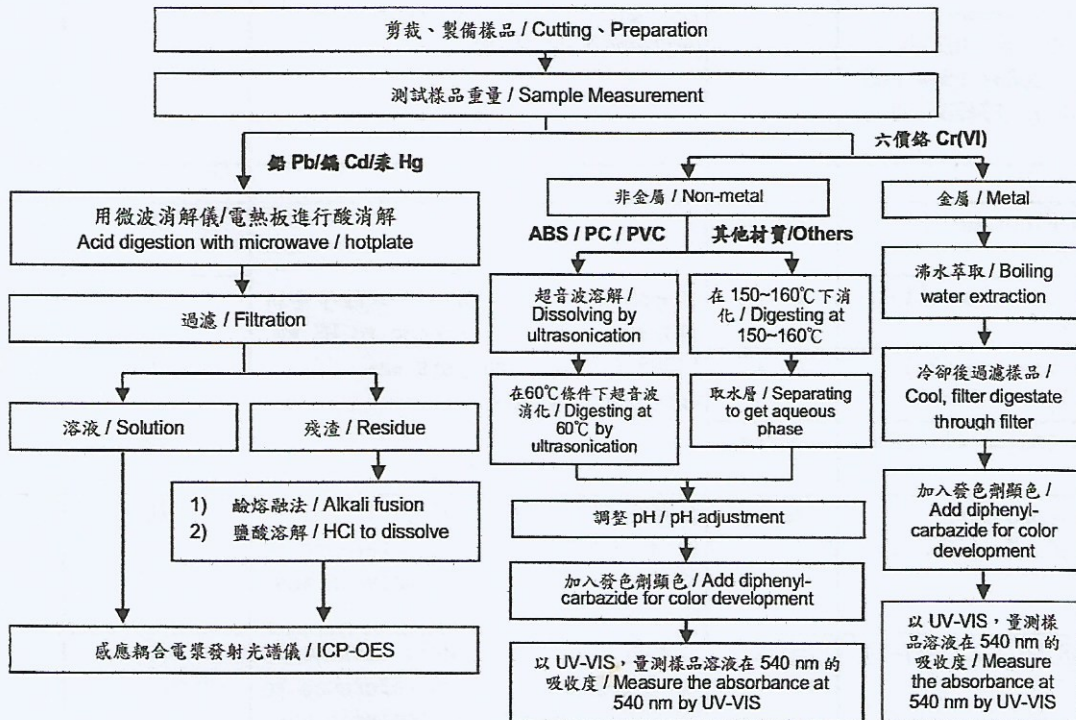 剪裁、製備樣品 / Cutting、Preparation
測試樣品重量 / Sample Measurement
鉛 Pb/鎘 Cd/汞 Hg
六價鉻 Cr(VI)
用微波消解儀/電熱板進行酸消解
Acid digestion with microwave / hotplate
過濾 / Filtration
溶液 / Solution
殘渣 / Residue
1) 鹼熔融法 / Alkali fusion
2) 鹽酸溶解 / HCl to dissolve
感應耦合電漿發射光譜儀 / ICP-OES
非金屬 / Non-metal
ABS / PC / PVC
其他材質/Others
超音波溶解 /
Dissolving by
ultrasonication
在 150~160℃下消
化 / Digesting at
150~160℃
在60℃條件下超音波
消化 / Digesting at
60℃ by
ultrasonication
取水層 / Separating
to get aqueous
phase
調整 pH / pH adjustment
加入發色劑顯色 / Add diphenyl-
carbazide for color development
以 UV-VIS，量測樣品溶液在 540 nm 的
吸收度 / Measure the absorbance at
540 nm by UV-VIS
金屬 / Metal
沸水萃取 / Boiling
water extraction
冷卻後過濾樣品 /
Cool, filter digestate
through filter
加入發色劑顯色 /
Add diphenyl-
carbazide for color
development
以 UV-VIS，量測樣
品溶液在 540 nm 的
吸收度 / Measure
the absorbance at
540 nm by UV-VIS